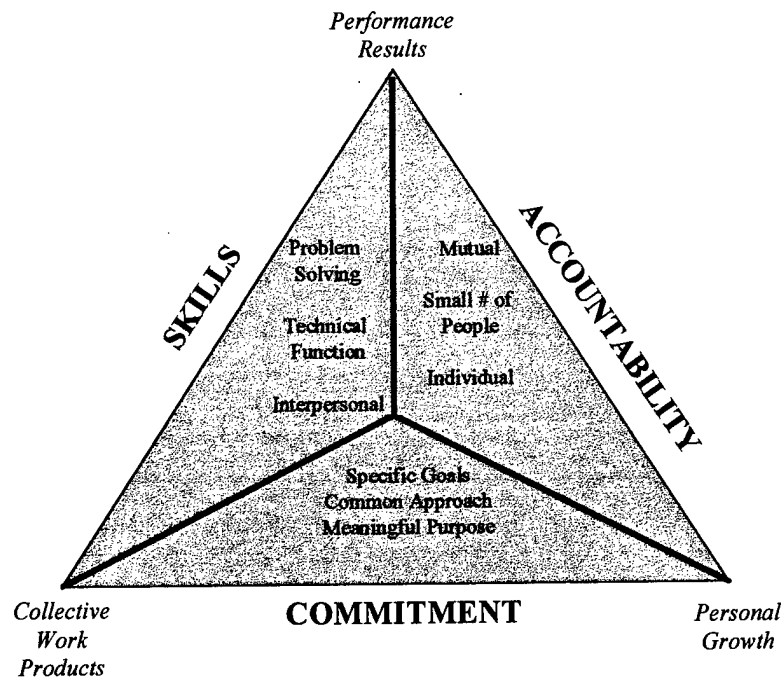 Performance
Results
SKILLS
ACCOUNTABILITY
Problem
Solving
Technical
Function
Interpersonal
Mutual
Small # of
People
Individual
Specific Goals
Common Approach
Meaningful Purpose
Collective
Work
Products
COMMITMENT
Personal
Growth